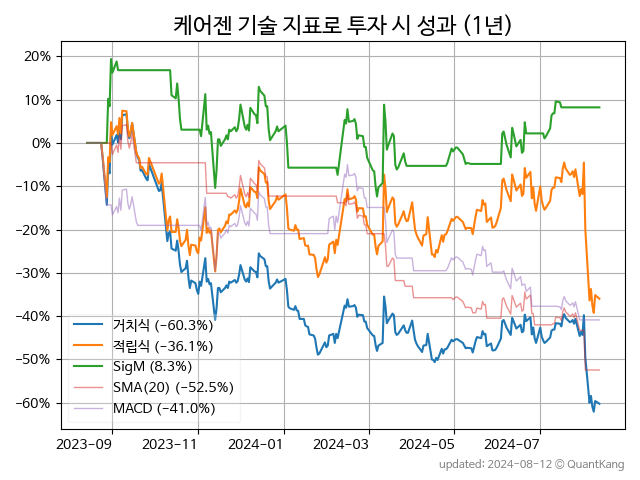 케어젠 기술 지표로 투자 시 성과 (1년)
20%
10%
0%
−10%
−20%
−30%
−40%
−50%
−60%
거치식 (−60.3%)
적립식 (−36.1%)
SigM (8.3%)
SMA(20) (−52.5%)
MACD (−41.0%)
2023−09
2023−11
2024−01
2024−03
2024−05
2024−07
updated: 2024−08−12 © QuantKang